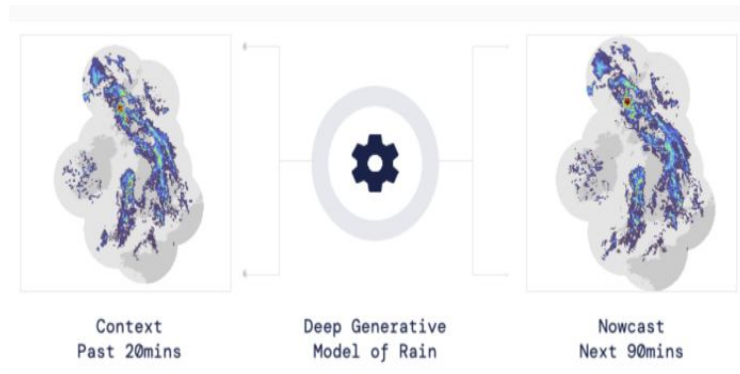 Context
Past 20mins
Deep Generative
Model of Rain
Nowcast
Next 90mins